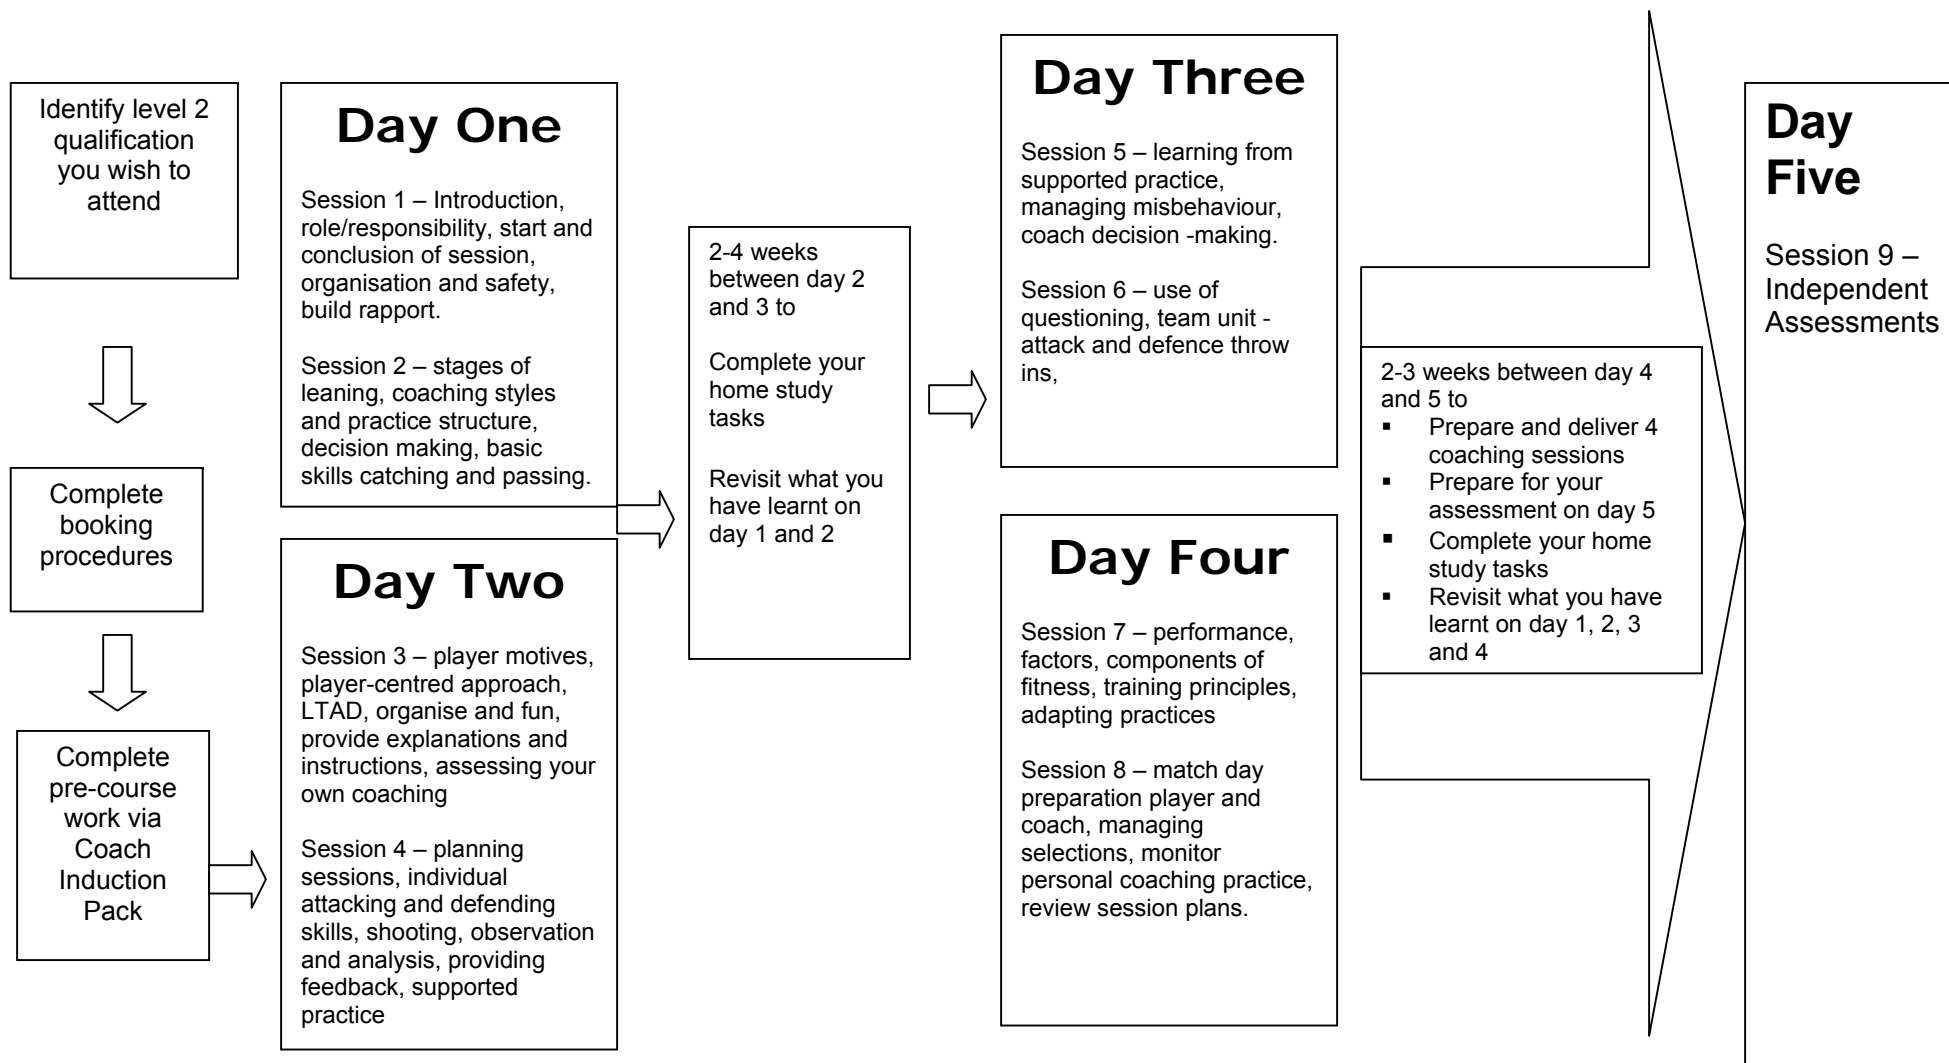 Identify level 2
qualification
you wish to
attend
Complete
booking
procedures
Complete
pre-course
work via
Coach
Induction
Pack
Day One
Session 1 – Introduction,
role/responsibility, start and
conclusion of session,
organisation and safety,
build rapport.
Session 2 – stages of
leaning, coaching styles
and practice structure,
decision making, basic
skills catching and passing.
Day Two
Session 3 – player motives,
player-centred approach,
LTAD, organise and fun,
provide explanations and
instructions, assessing your
own coaching
Session 4 – planning
sessions, individual
attacking and defending
skills, shooting, observation
and analysis, providing
feedback, supported
practice
2-4 weeks
between day 2
and 3 to
Complete your
home study
tasks
Revisit what you
have learnt on
day 1 and 2
Day Three
Session 5 – learning from
supported practice,
managing misbehaviour,
coach decision -making.
Session 6 – use of
questioning, team unit -
attack and defence throw
ins,
Day Four
Session 7 – performance,
factors, components of
fitness, training principles,
adapting practices
Session 8 – match day
preparation player and
coach, managing
selections, monitor
personal coaching practice,
review session plans.
2-3 weeks between day 4
and 5 to
▪ Prepare and deliver 4
coaching sessions
▪ Prepare for your
assessment on day 5
▪ Complete your home
study tasks
▪ Revisit what you have
learnt on day 1, 2, 3
and 4
Day
Five
Session 9 –
Independent
Assessments